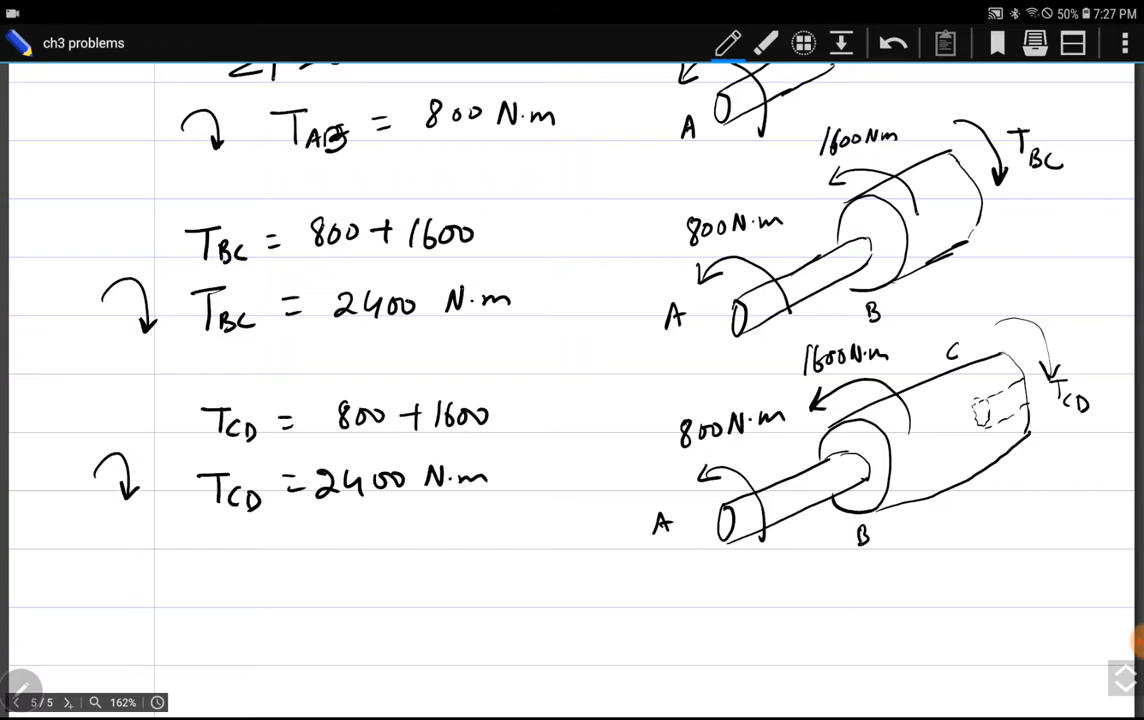 50% 7:27 PM
ch3 problems
T_AB = 800 N·m
A
1600Nm
T_BC
T_BC = 800 + 1600
800N·m
T_BC = 2400 N·m
A
B
1600N·m
C
T_CD
T_CD = 800 + 1600
800N·m
T_CD = 2400 N·m
A
B
5/5 162%